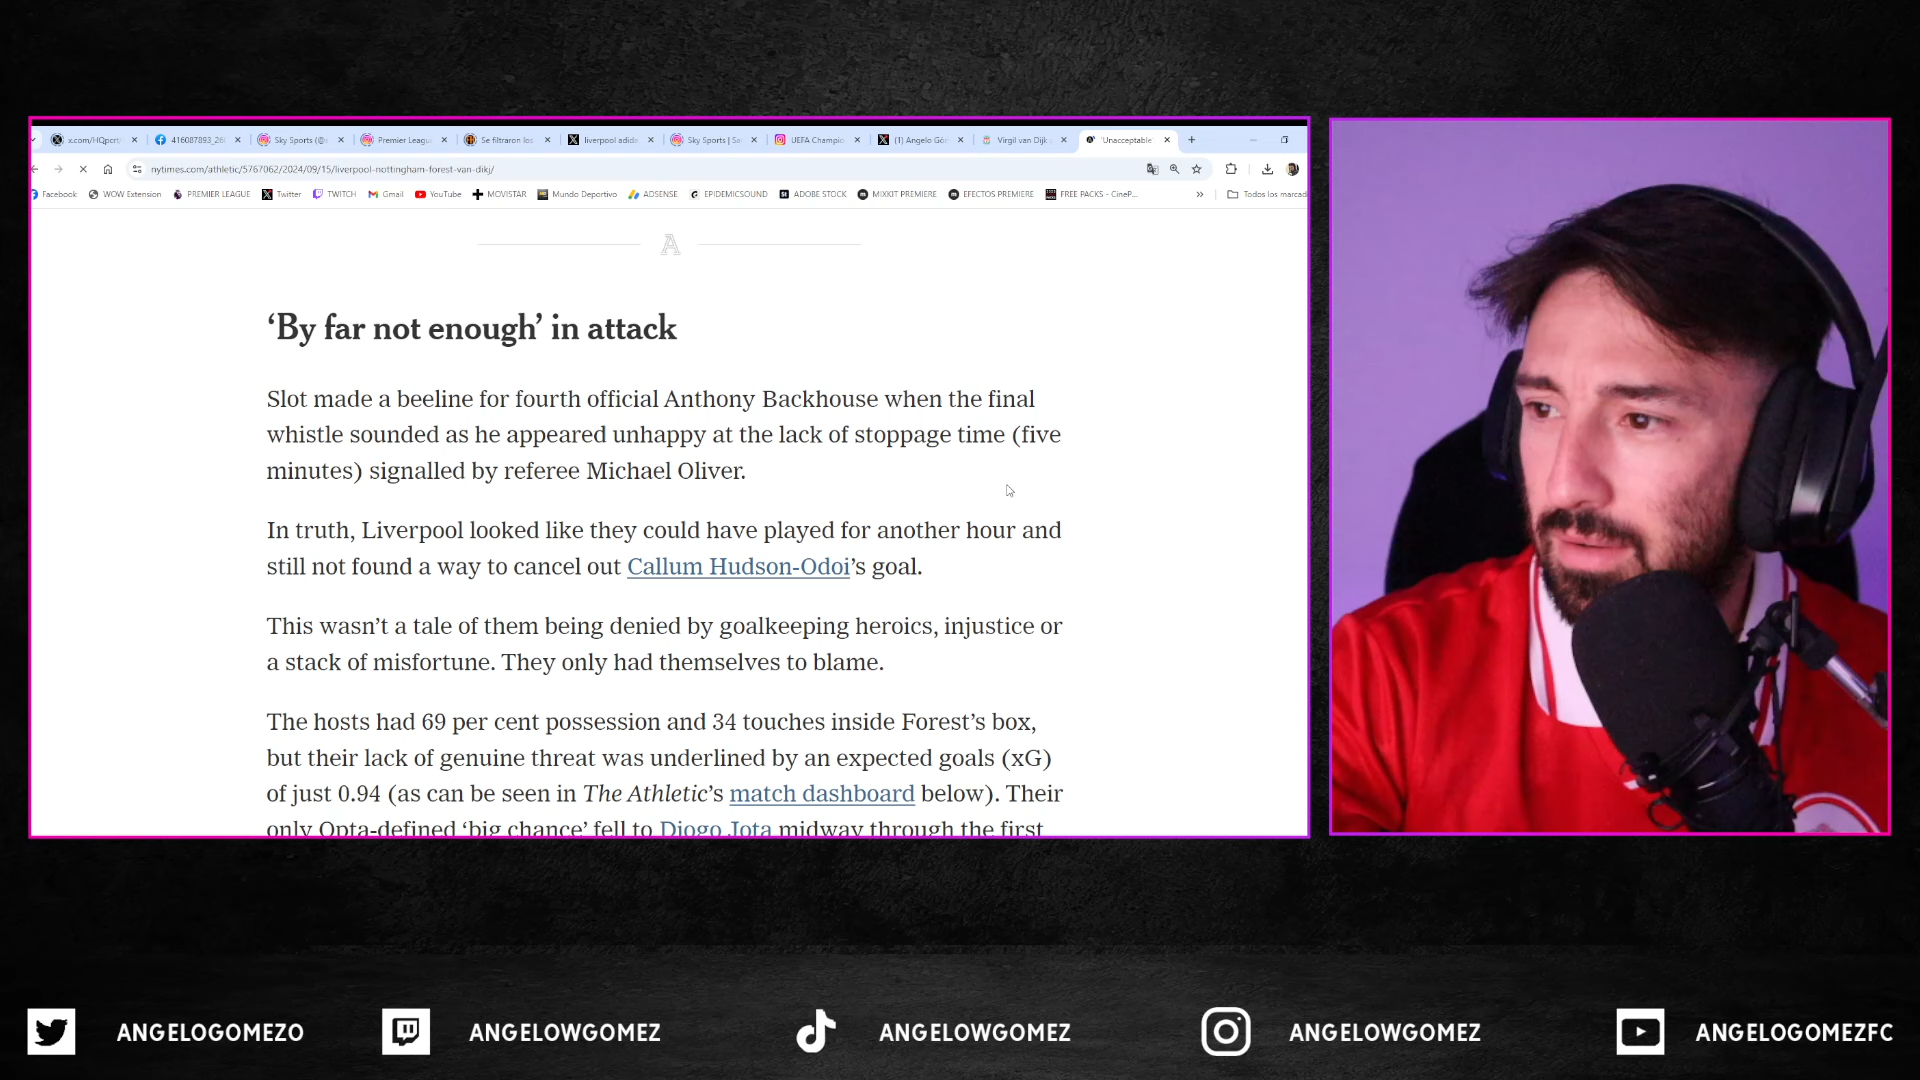 x.com/HQpcrt
416087893_26
Sky Sports (@s
Premier Leagu
Se filtraron los
liverpool adida
Sky Sports | Sa
UEFA Champio
(1) Angelo Góm
Virgil van Dijk
'Unacceptable'
nytimes.com/athletic/5767062/2024/09/15/liverpool-nottingham-forest-van-dikj/
Facebook WOW Extension PREMIER LEAGUE Twitter TWITCH Gmail YouTube MOVISTAR Mundo Deportivo ADSENSE EPIDEMICSOUND ADOBE STOCK MIXKIT PREMIERE EFECTOS PREMIERE FREE PACKS - CineP... » Todos los marcad
‘By far not enough’ in attack
Slot made a beeline for fourth official Anthony Backhouse when the final
whistle sounded as he appeared unhappy at the lack of stoppage time (five
minutes) signalled by referee Michael Oliver.
In truth, Liverpool looked like they could have played for another hour and
still not found a way to cancel out Callum Hudson-Odoi’s goal.
This wasn’t a tale of them being denied by goalkeeping heroics, injustice or
a stack of misfortune. They only had themselves to blame.
The hosts had 69 per cent possession and 34 touches inside Forest’s box,
but their lack of genuine threat was underlined by an expected goals (xG)
of just 0.94 (as can be seen in The Athletic’s match dashboard below). Their
only Opta-defined ‘big chance’ fell to Diogo Jota midway through the first
ANGELOGOMEZO ANGELOWGOMEZ ANGELOWGOMEZ ANGELOWGOMEZ ANGELOGOMEZFC